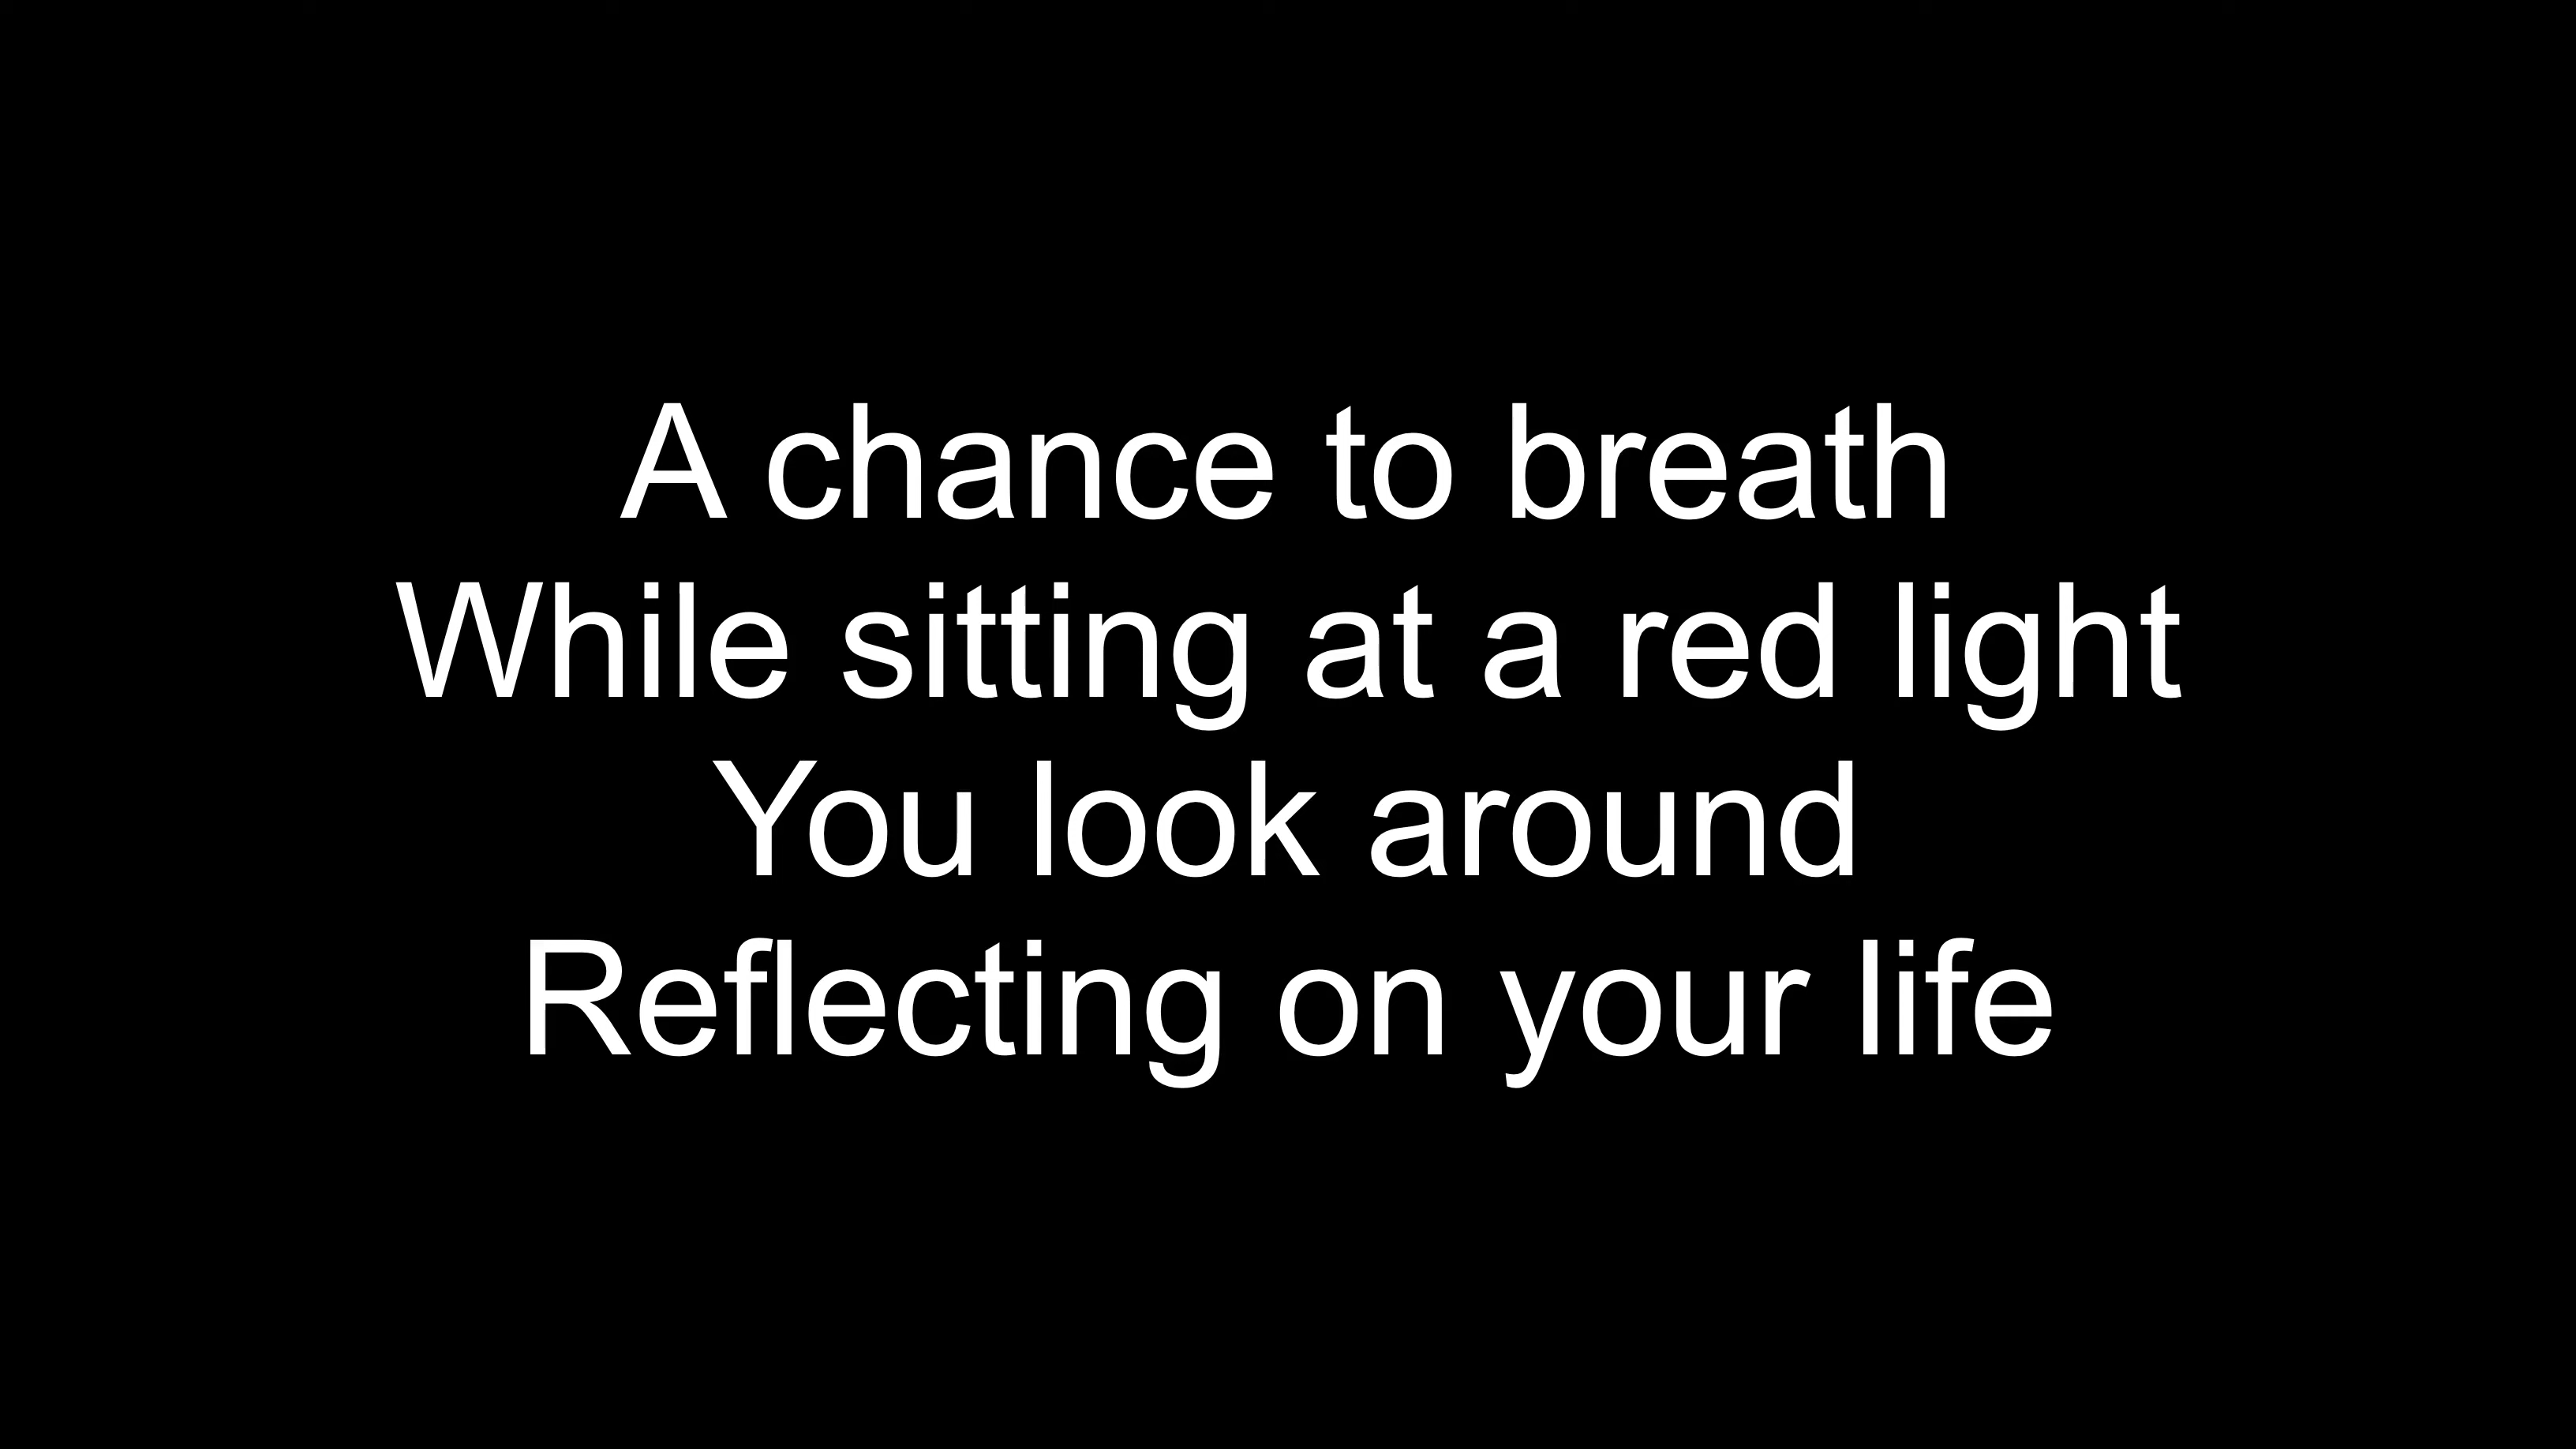 A chance to breath
While sitting at a red light
You look around
Reflecting on your life